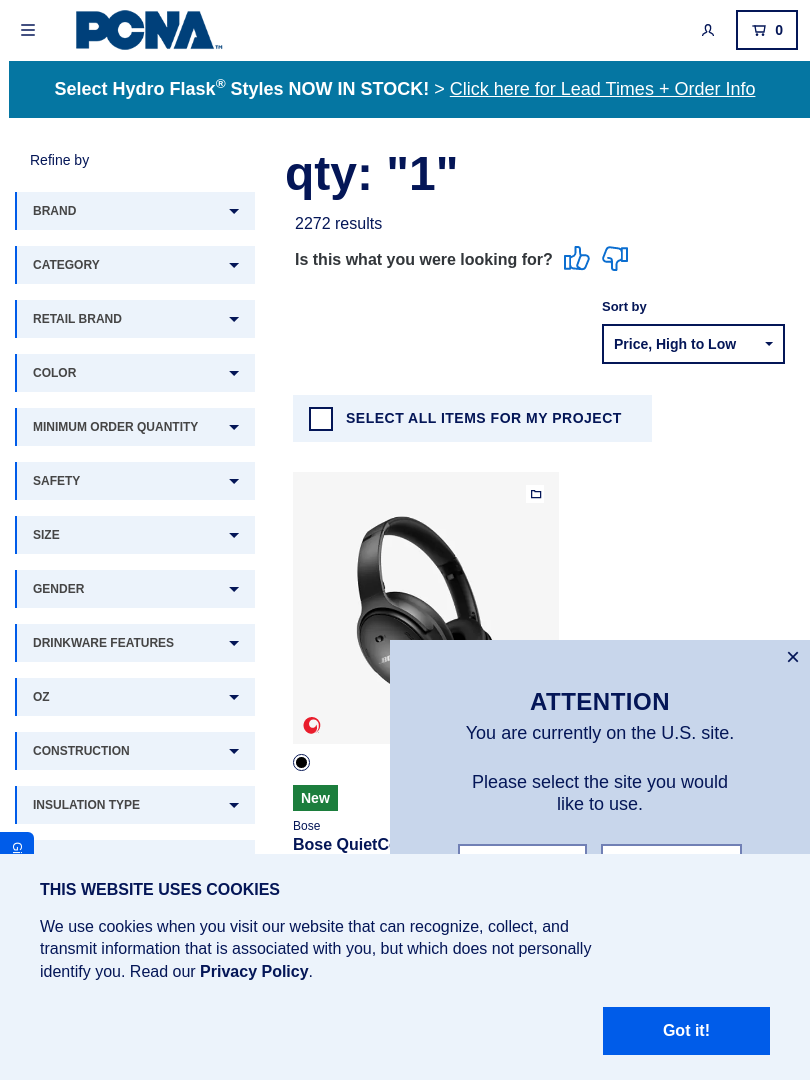 PCNA™
0
Select Hydro Flask® Styles NOW IN STOCK! > Click here for Lead Times + Order Info
Refine by
BRAND
CATEGORY
RETAIL BRAND
COLOR
MINIMUM ORDER QUANTITY
SAFETY
SIZE
GENDER
DRINKWARE FEATURES
OZ
CONSTRUCTION
INSULATION TYPE
qty: "1"
2272 results
Is this what you were looking for?
Sort by
Price, High to Low
SELECT ALL ITEMS FOR MY PROJECT
New
Bose
ATTENTION
You are currently on the U.S. site.
Please select the site you would
like to use.
THIS WEBSITE USES COOKIES
We use cookies when you visit our website that can recognize, collect, and
transmit information that is associated with you, but which does not personally
identify you. Read our Privacy Policy.
Got it!
Bose